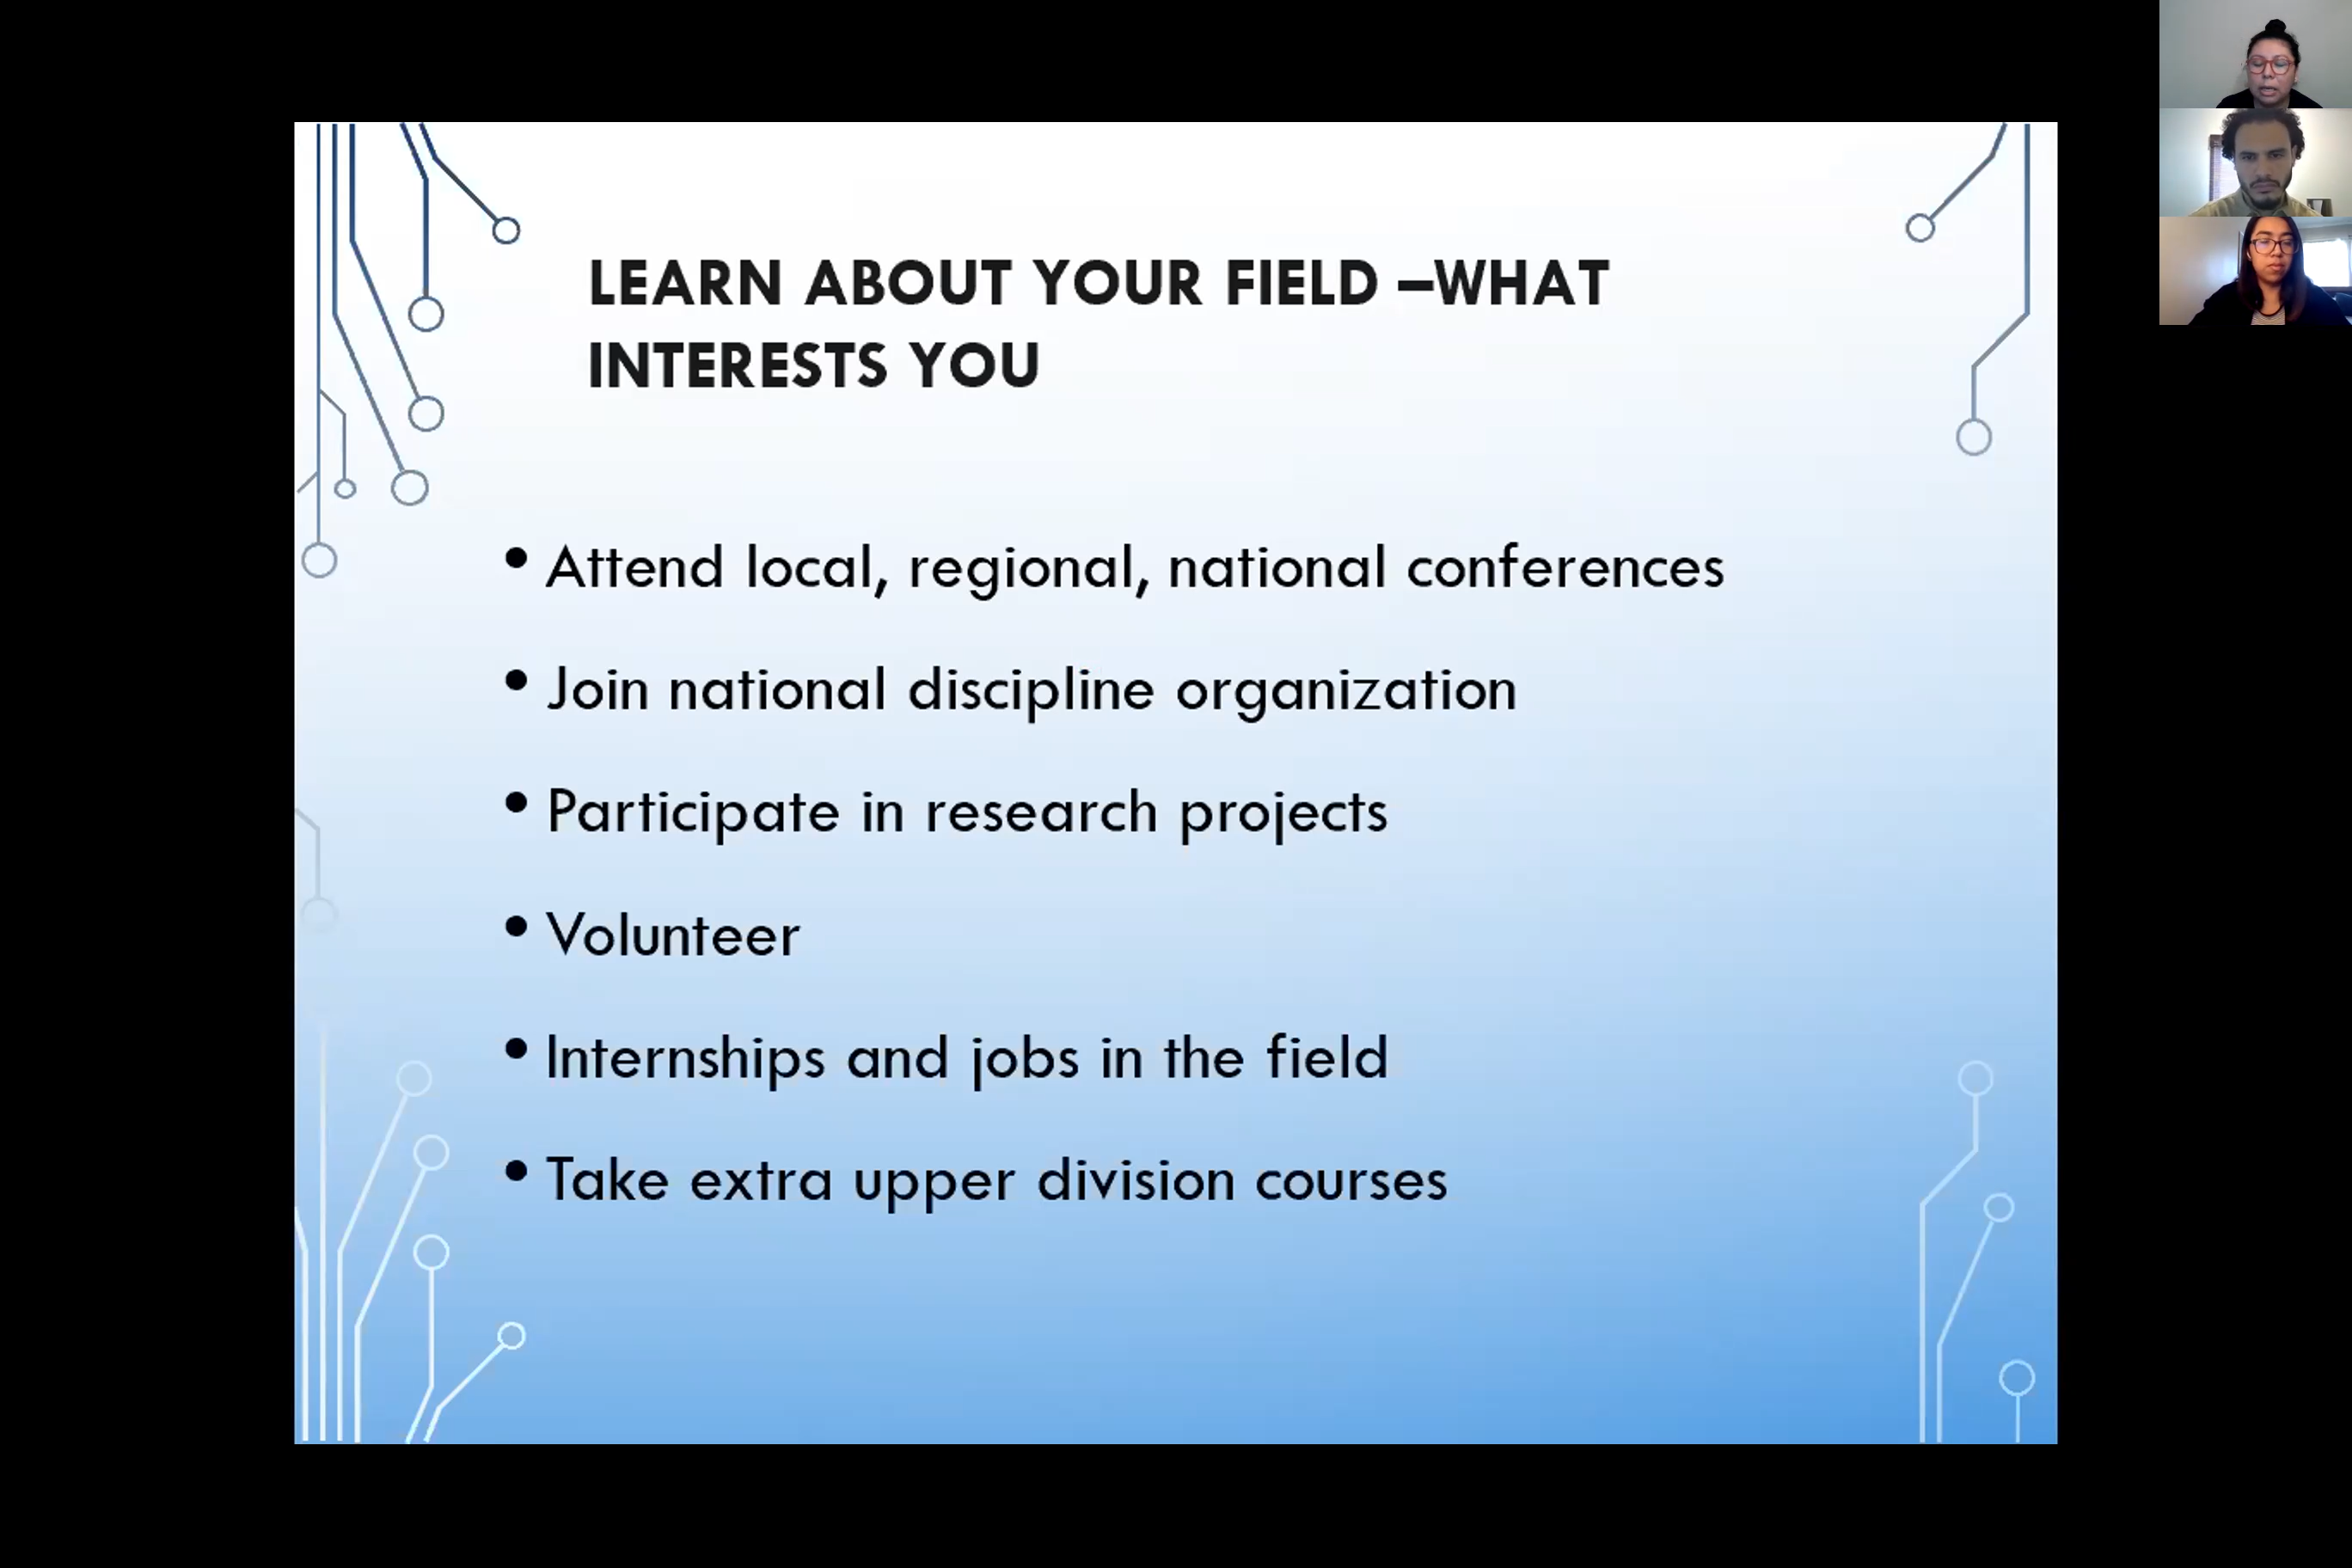 LEARN ABOUT YOUR FIELD –WHAT
INTERESTS YOU
• Attend local, regional, national conferences
• Join national discipline organization
• Participate in research projects
• Volunteer
• Internships and jobs in the field
• Take extra upper division courses